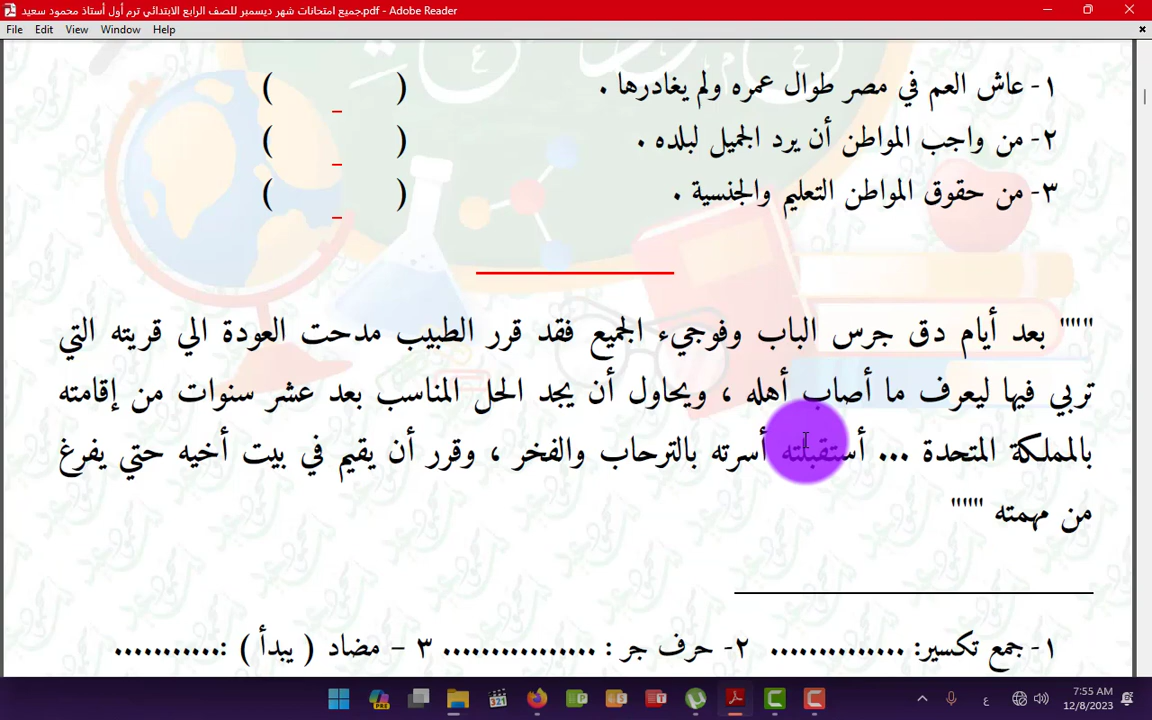 جميع امتحانات شهر ديسمبر للصف الرابع الابتدائي ترم أول أستاذ محمود سعيد.pdf - Adobe Reader
File Edit View Window Help
١- عاش العم في مصر طوال عمره ولم يغادرها . ( _ )
٢- من واجب المواطن أن يرد الجميل لبلده . ( _ )
٣- من حقوق المواطن التعليم والجنسية . ( _ )
""" بعد أيام دق جرس الباب وفوجيء الجميع فقد قرر الطبيب مدحت العودة الي قريته التي
تربي فيها ليعرف ما أصاب أهله ، ويحاول أن يجد الحل المناسب بعد عشر سنوات من إقامته
بالمملكة المتحدة ... أستقبلته أسرته بالترحاب والفخر ، وقرر أن يقيم في بيت أخيه حتي يفرغ
من مهمته """
١- جمع تكسير: .............. ٢- حرف جر : ................ ٣ – مضاد ( يبدأ ) :...........
7:55 AM
12/8/2023